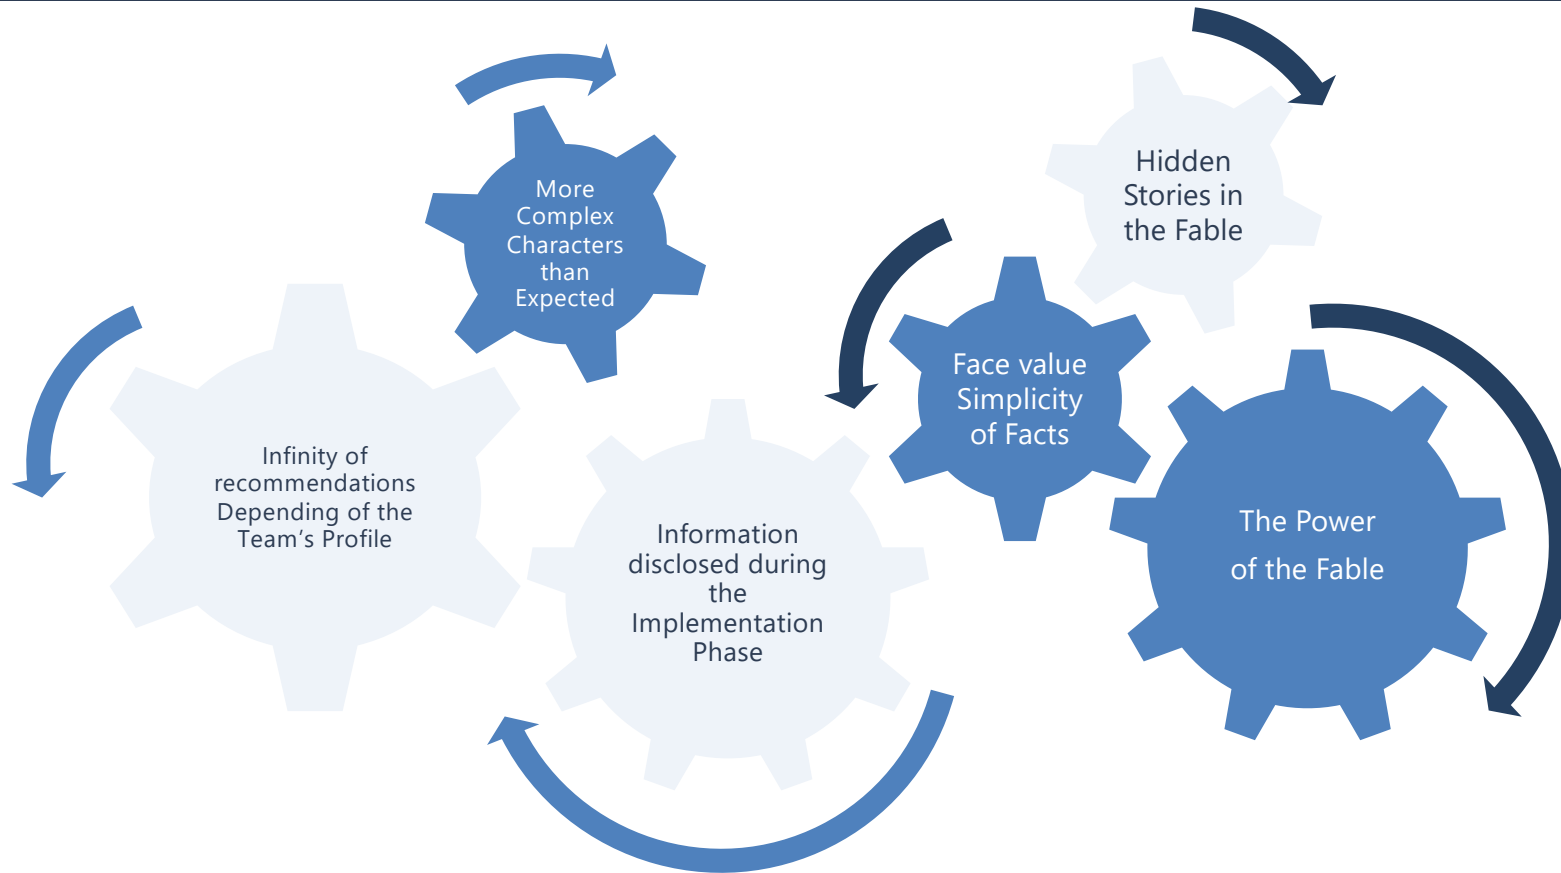 More
Complex
Characters
than
Expected
Infinity of
recommendations
Depending of the
Team’s Profile
Information
disclosed during
the
Implementation
Phase
Hidden
Stories in
the Fable
Face value
Simplicity
of Facts
The Power
of the Fable